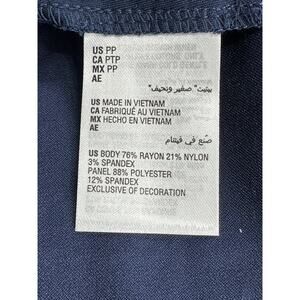 US PP
CA PTP
MX PP
AE
بيتيت "صغير ونحيف"
US MADE IN VIETNAM
CA FABRIQUÉ AU VIETNAM
MX HECHO EN VIETNAM
AE
صنع في فيتنام
US BODY 76% RAYON 21% NYLON
3% SPANDEX
PANEL 88% POLYESTER
12% SPANDEX
EXCLUSIVE OF DECORATION